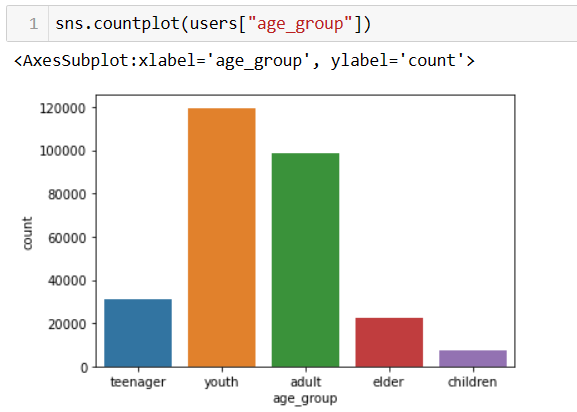 1 sns.countplot(users["age_group"])
<AxesSubplot:xlabel='age_group', ylabel='count'>
120000
100000
80000
60000
40000
20000
0
count
teenager youth adult elder children
age_group